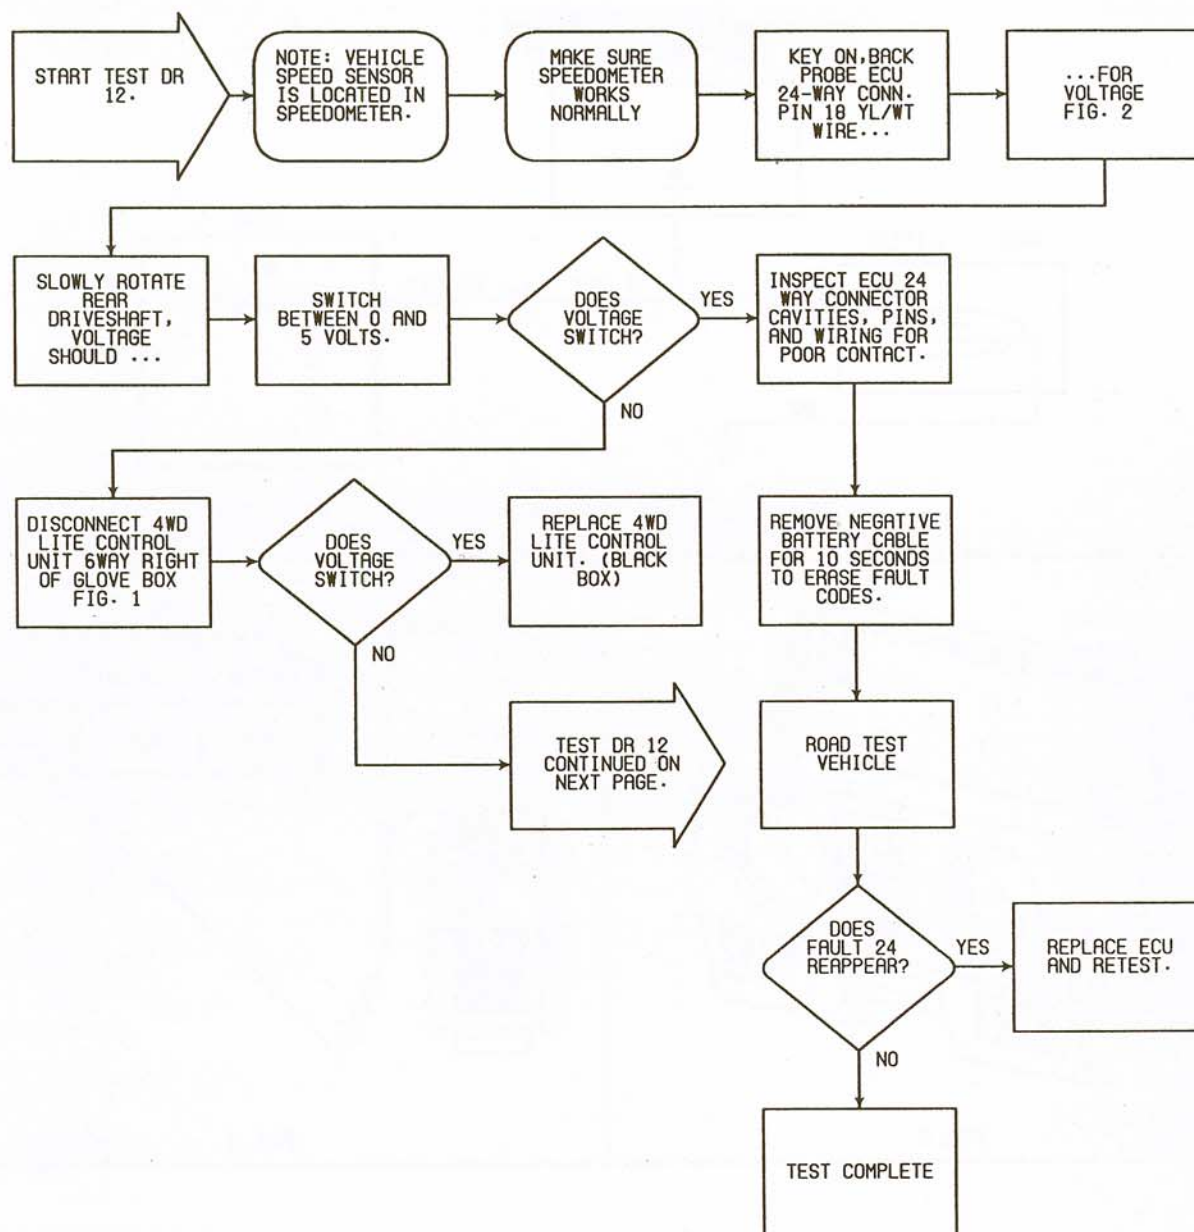 START TEST DR
12.
NOTE: VEHICLE
SPEED SENSOR
IS LOCATED IN
SPEEDOMETER.
MAKE SURE
SPEEDOMETER
WORKS
NORMALLY
KEY ON,BACK
PROBE ECU
24-WAY CONN.
PIN 18 YL/WT
WIRE...
...FOR
VOLTAGE
FIG. 2
SLOWLY ROTATE
REAR
DRIVESHAFT,
VOLTAGE
SHOULD ...
SWITCH
BETWEEN 0 AND
5 VOLTS.
DOES
VOLTAGE
SWITCH?
YES
NO
INSPECT ECU 24
WAY CONNECTOR
CAVITIES, PINS,
AND WIRING FOR
POOR CONTACT.
DISCONNECT 4WD
LITE CONTROL
UNIT 6WAY RIGHT
OF GLOVE BOX
FIG. 1
DOES
VOLTAGE
SWITCH?
YES
NO
REPLACE 4WD
LITE CONTROL
UNIT. (BLACK
BOX)
REMOVE NEGATIVE
BATTERY CABLE
FOR 10 SECONDS
TO ERASE FAULT
CODES.
TEST DR 12
CONTINUED ON
NEXT PAGE.
ROAD TEST
VEHICLE
DOES
FAULT 24
REAPPEAR?
YES
NO
REPLACE ECU
AND RETEST.
TEST COMPLETE